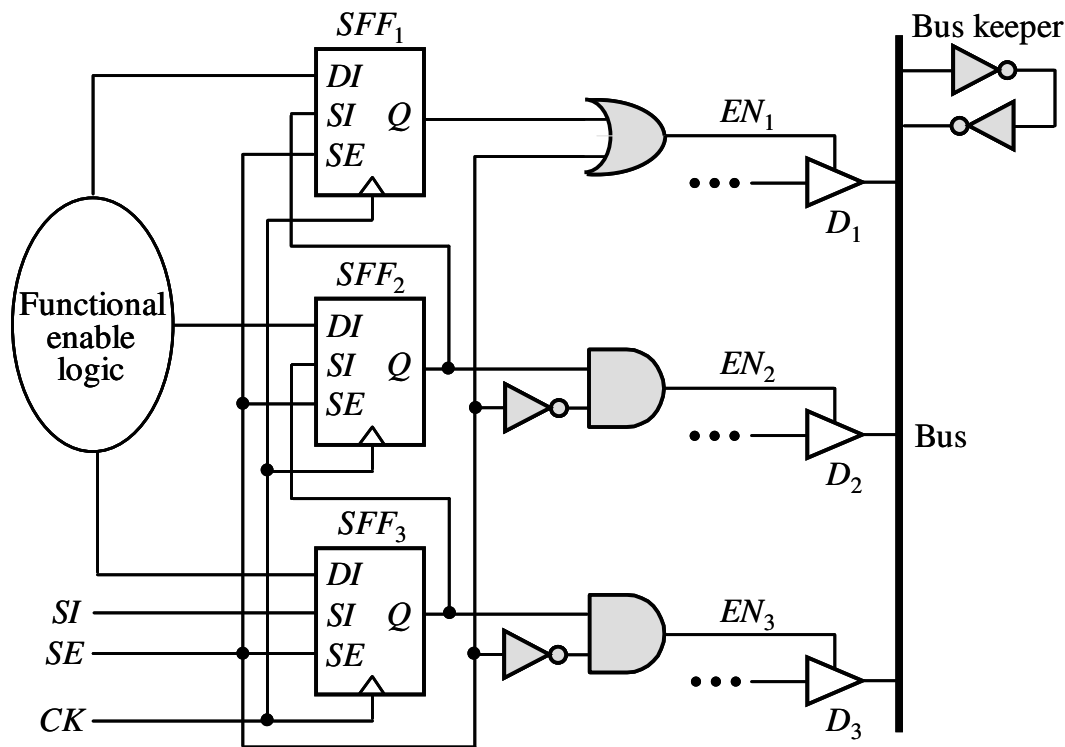 Bus keeper
SFF1
DI
SI
Q
SE
EN1
D1
SFF2
Functional
enable
logic
DI
SI
Q
SE
EN2
D2
Bus
SFF3
DI
SI
SI
Q
SE
SE
EN3
D3
CK